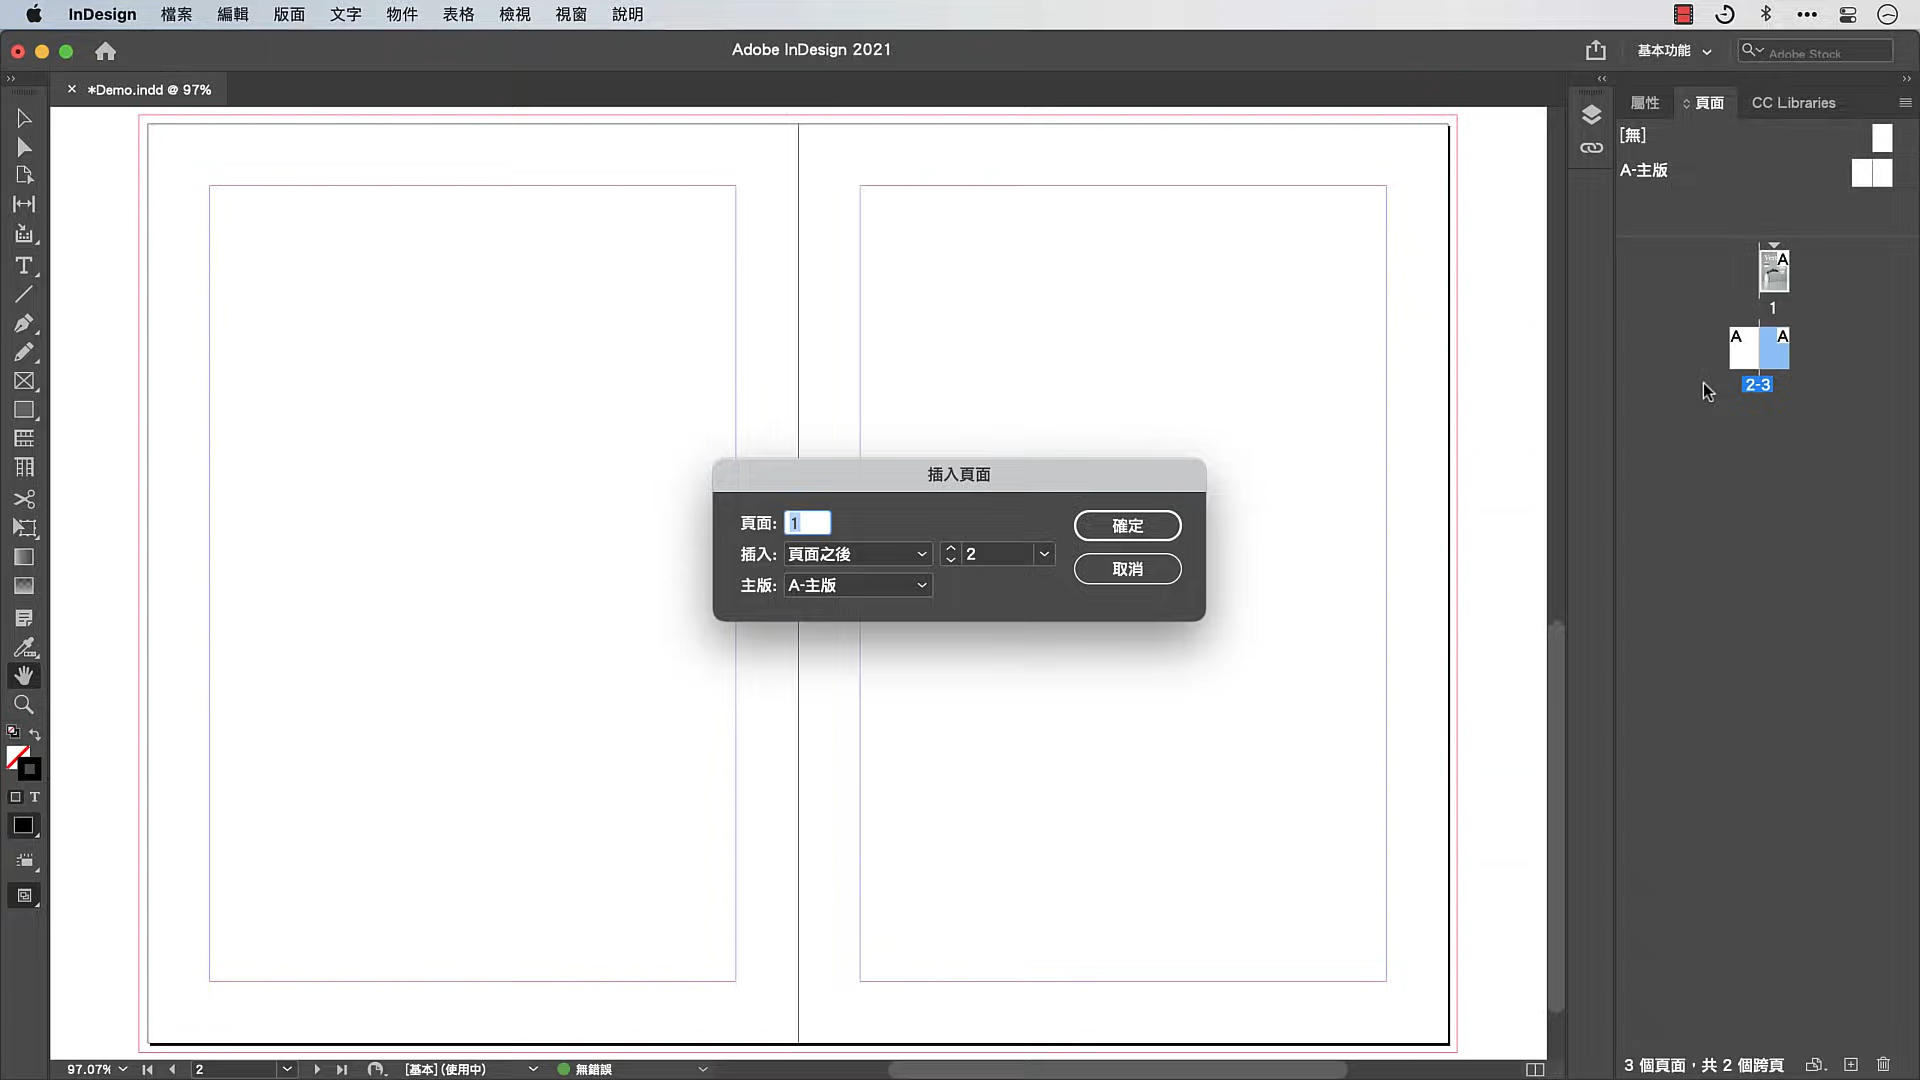 InDesign 檔案 編輯 版面 文字 物件 表格 檢視 視窗 說明
Adobe InDesign 2021
基本功能
Adobe Stock
*Demo.indd @ 97%
屬性 頁面 CC Libraries
[無]
A-主版
A
1
A A
2-3
插入頁面
頁面: 1
確定
插入: 頁面之後 2
取消
主版: A-主版
T
T
97.07% 2 [基本](使用中) 無錯誤
3 個頁面，共 2 個跨頁